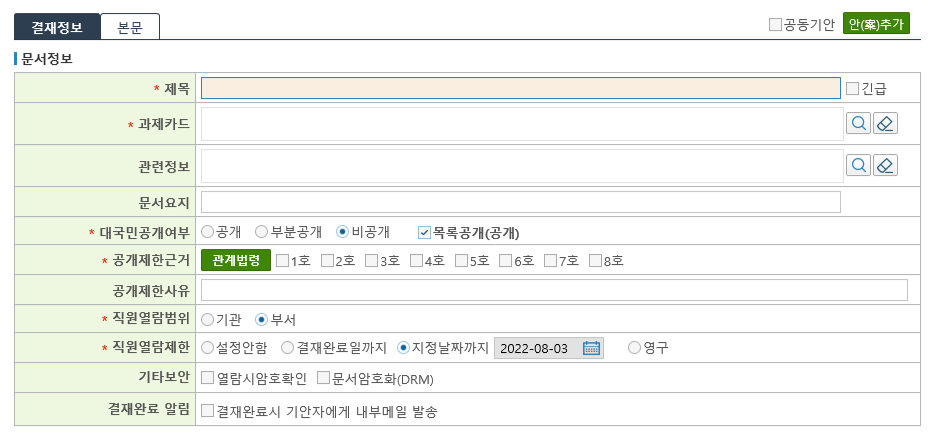 결재정보 본문 공동기안 안(案)추가
문서정보
* 제목 긴급
* 과제카드
관련정보
문서요지
* 대국민공개여부 공개 부분공개 비공개 목록공개(공개)
* 공개제한근거 관계법령 1호 2호 3호 4호 5호 6호 7호 8호
공개제한사유
* 직원열람범위 기관 부서
* 직원열람제한 설정안함 결재완료일까지 지정날짜까지 2022-08-03 영구
기타보안 열람시암호확인 문서암호화(DRM)
결재완료 알림 결재완료시 기안자에게 내부메일 발송